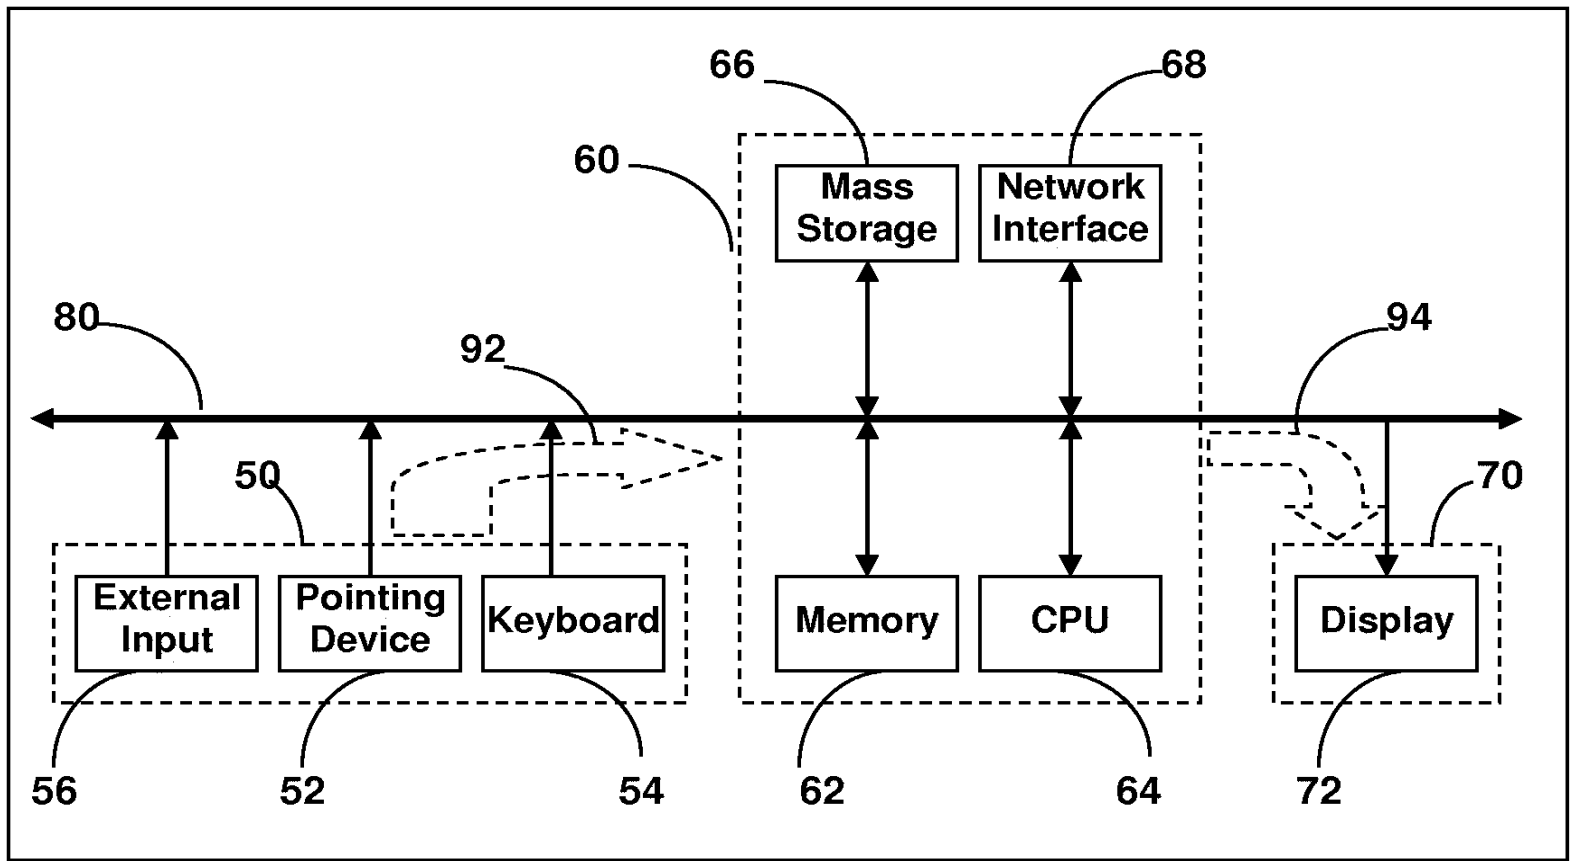 66
68
60
Mass
Storage
Network
Interface
80
92
94
50
70
External
Input
Pointing
Device
Keyboard
Memory
CPU
Display
56
52
54
62
64
72